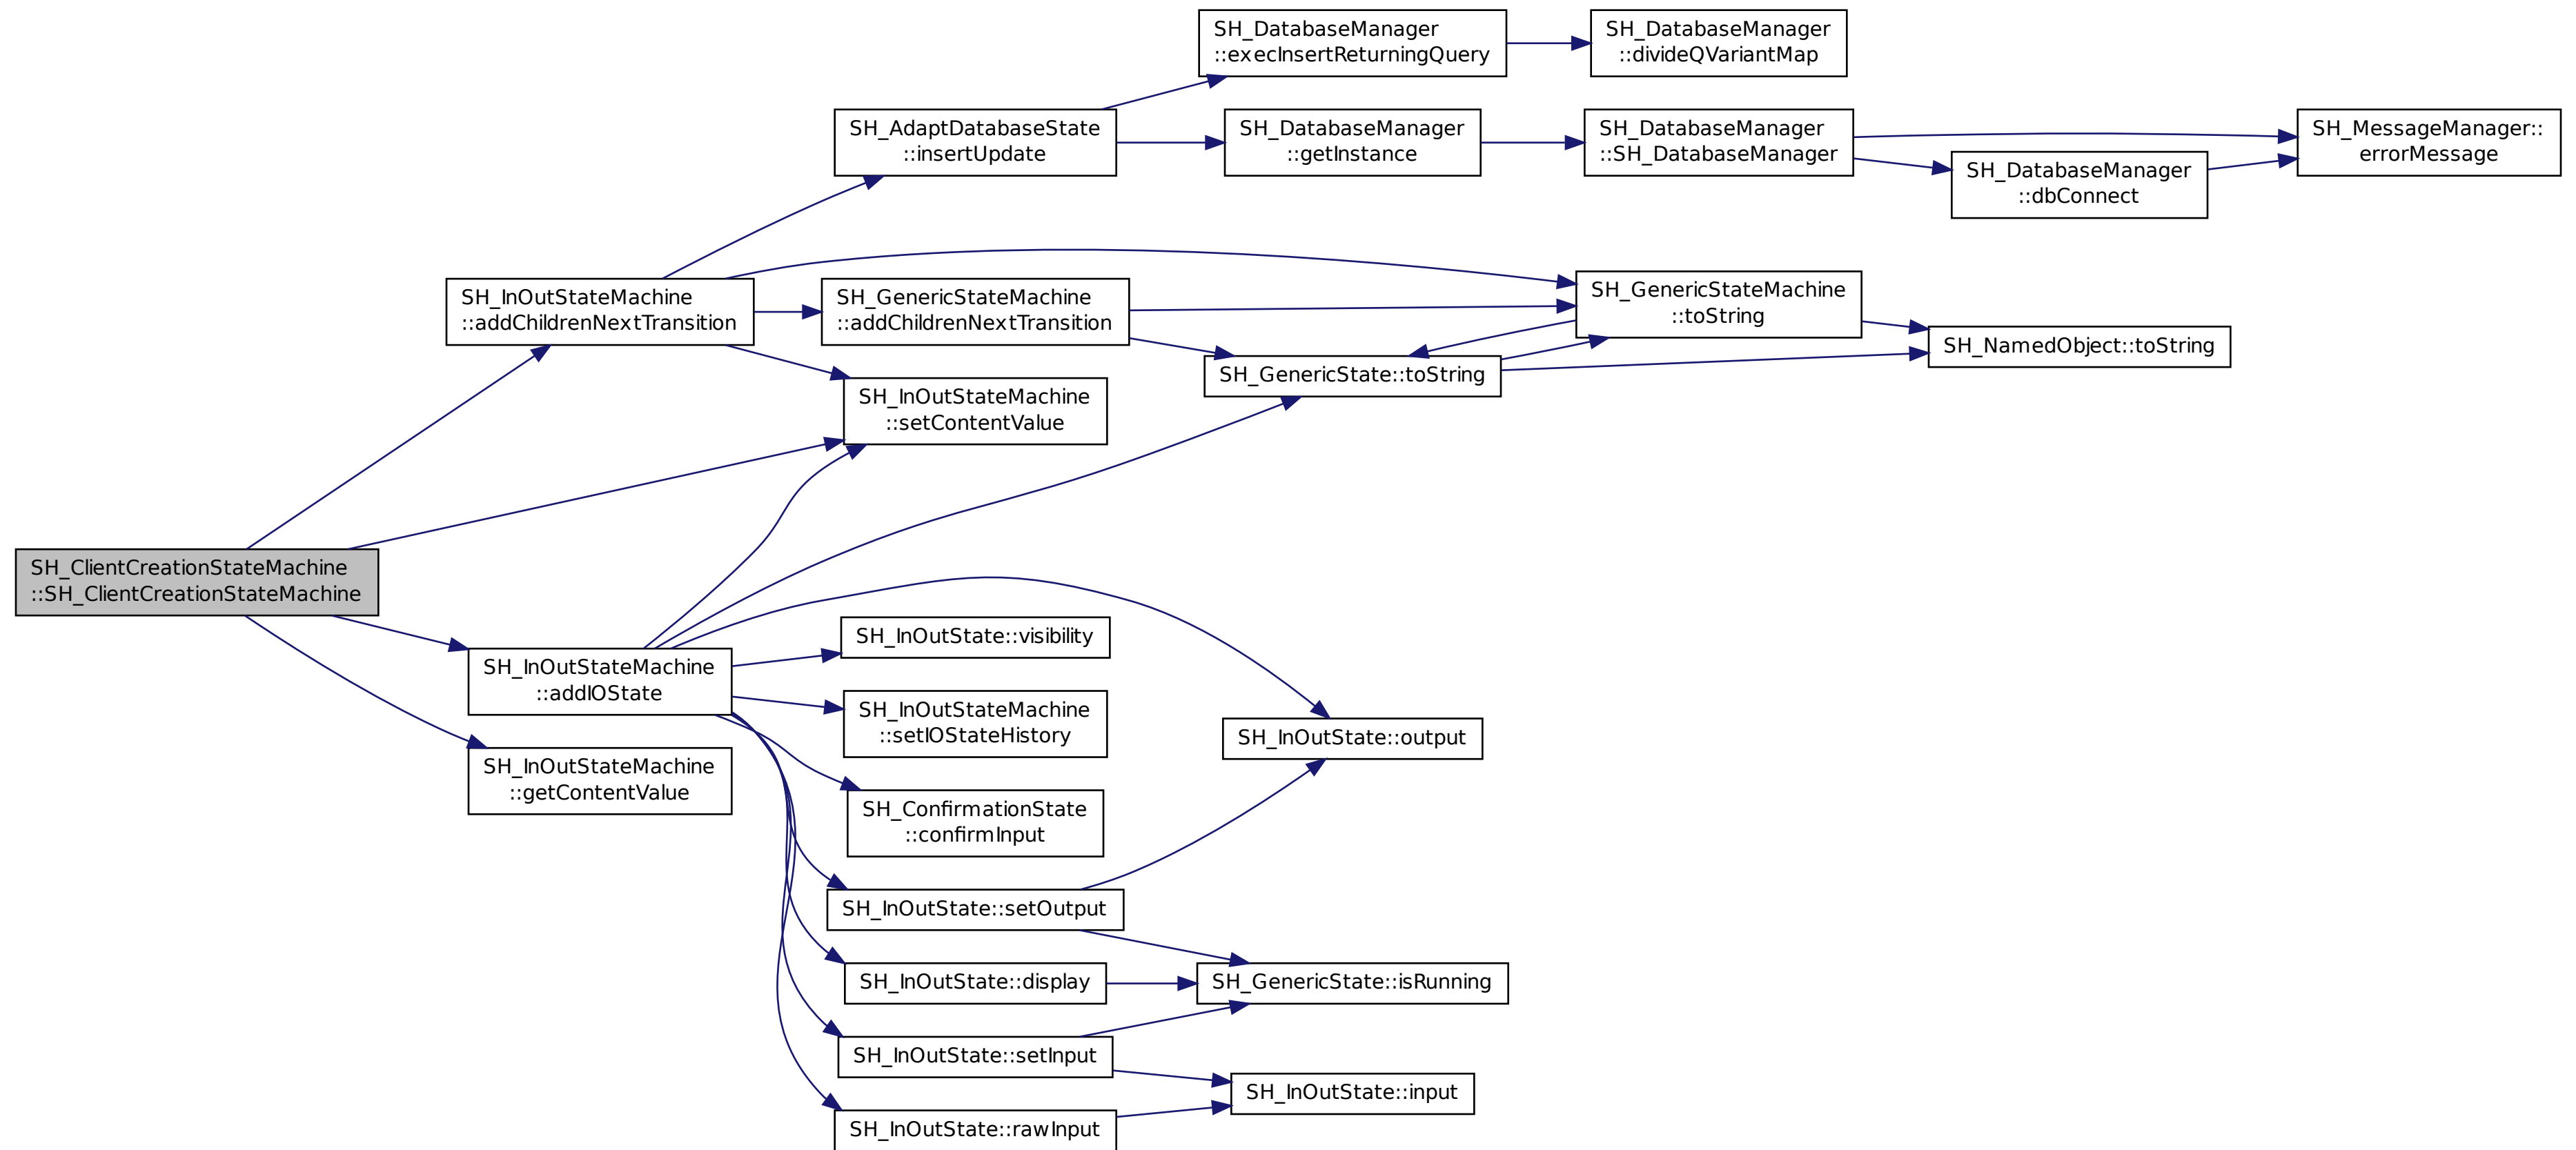 SH_DatabaseManager
::execInsertReturningQuery
SH_DatabaseManager
::divideQVariantMap
SH_AdaptDatabaseState
::insertUpdate
SH_DatabaseManager
::getInstance
SH_DatabaseManager
::SH_DatabaseManager
SH_MessageManager::
errorMessage
SH_DatabaseManager
::dbConnect
SH_InOutStateMachine
::addChildrenNextTransition
SH_GenericStateMachine
::addChildrenNextTransition
SH_GenericStateMachine
::toString
SH_NamedObject::toString
SH_GenericState::toString
SH_InOutStateMachine
::setContentValue
SH_ClientCreationStateMachine
::SH_ClientCreationStateMachine
SH_InOutState::visibility
SH_InOutStateMachine
::addIOState
SH_InOutStateMachine
::setIOStateHistory
SH_InOutState::output
SH_InOutStateMachine
::getContentValue
SH_ConfirmationState
::confirmInput
SH_InOutState::setOutput
SH_InOutState::display
SH_GenericState::isRunning
SH_InOutState::setInput
SH_InOutState::input
SH_InOutState::rawInput